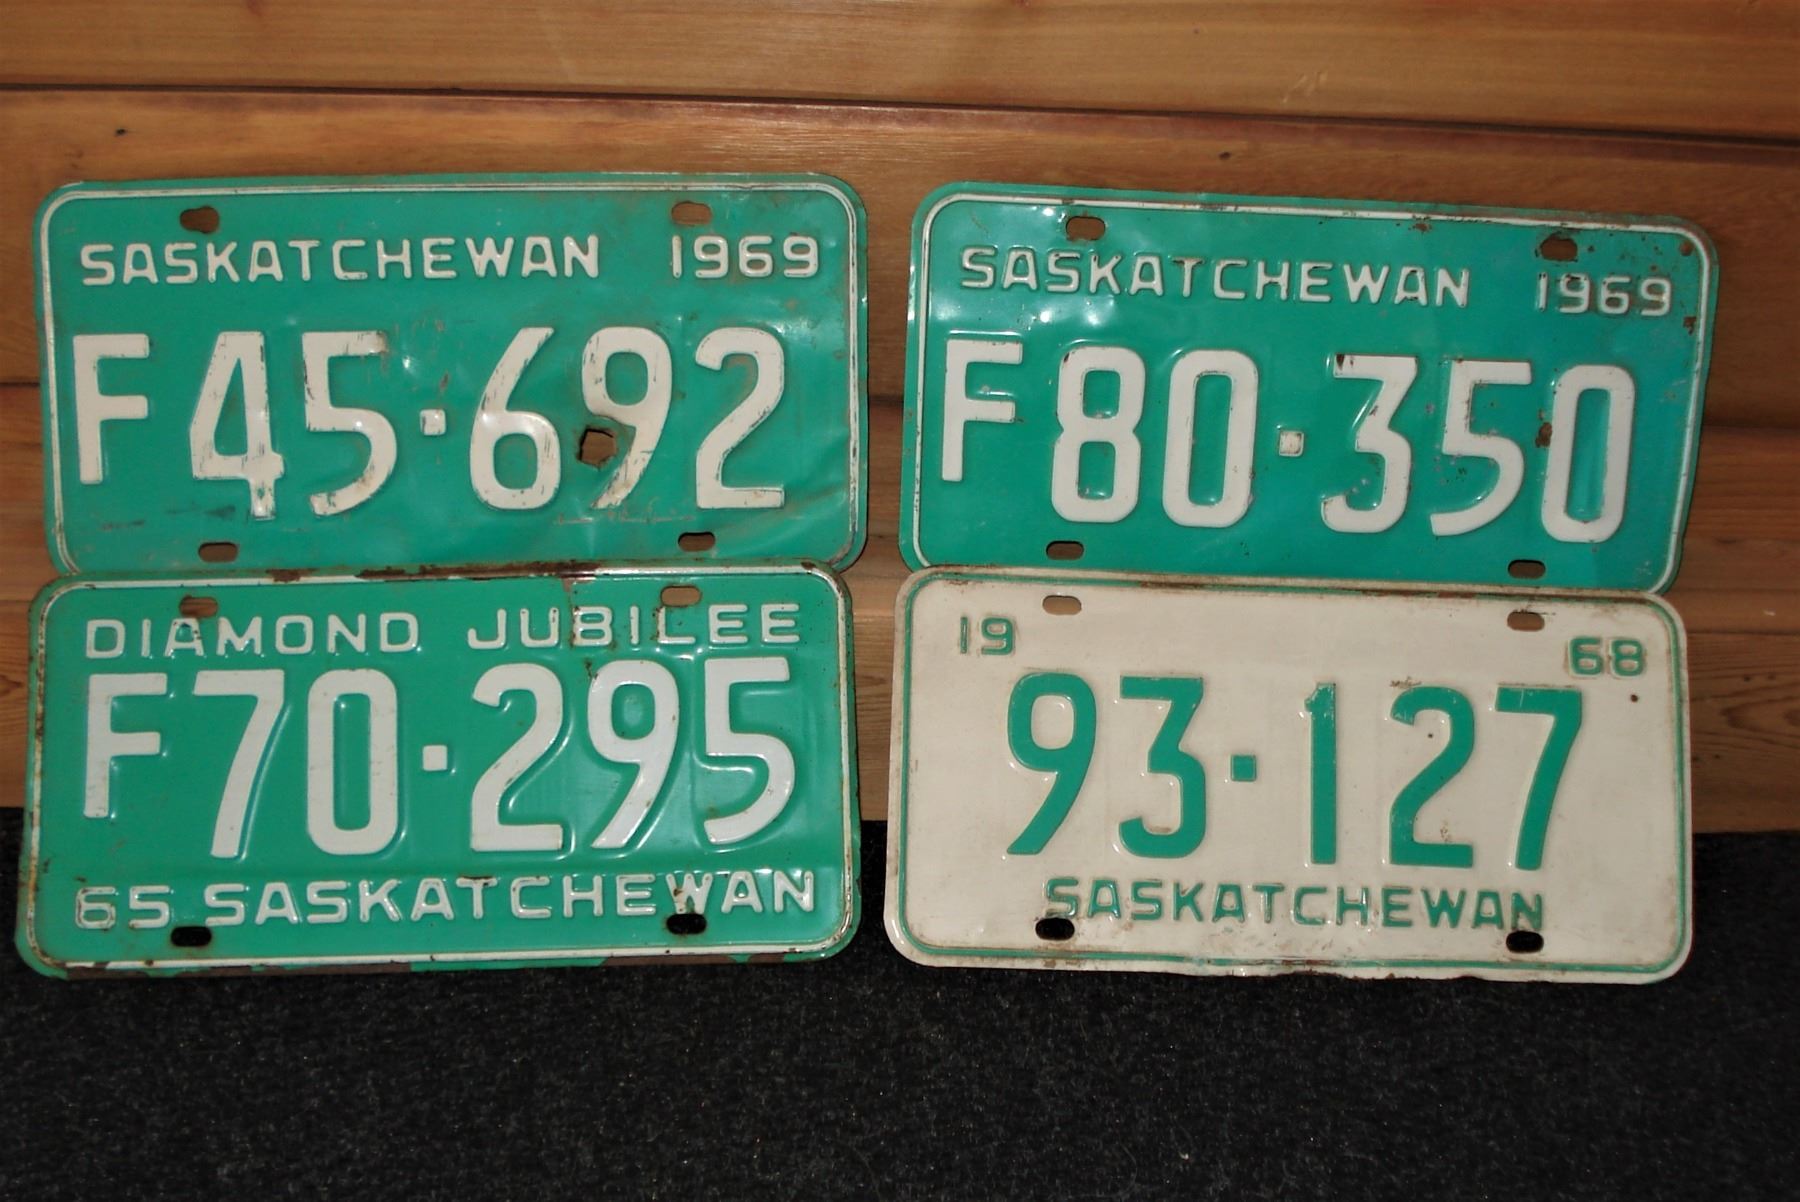 SASKATCHEWAN 1969
F45·692
SASKATCHEWAN 1969
F80·350
DIAMOND JUBILEE
F70·295
65 SASKATCHEWAN
19 68
93·127
SASKATCHEWAN